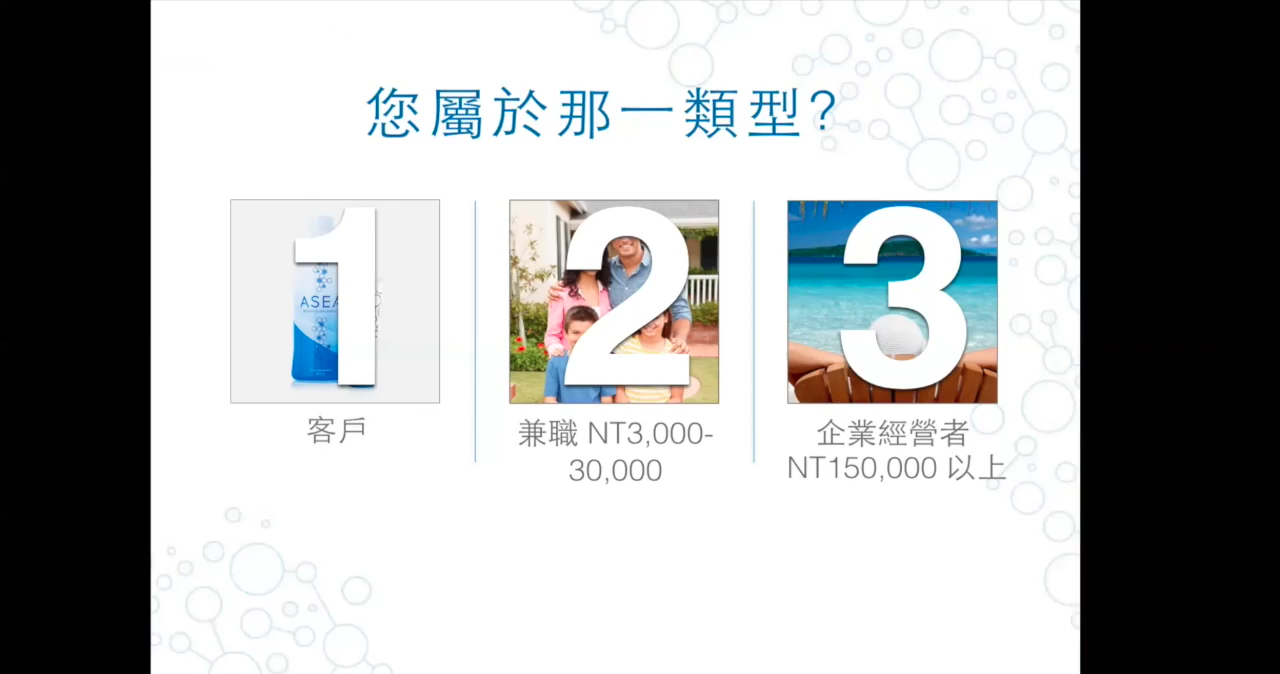 您屬於那一類型?
1
2
3
ASEA
客戶
兼職 NT3,000-
30,000
企業經營者
NT150,000 以上